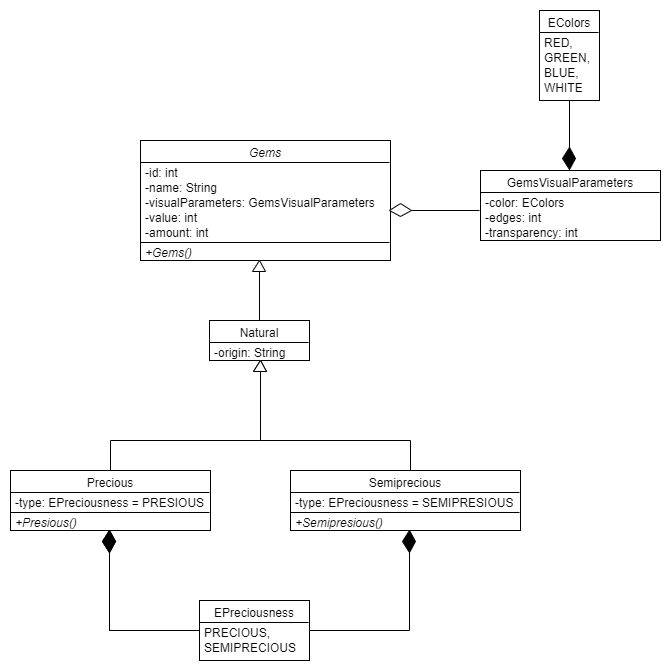 EColors
RED,
GREEN,
BLUE,
WHITE
Gems
-id: int
-name: String
-visualParameters: GemsVisualParameters
-value: int
-amount: int
+Gems()
GemsVisualParameters
-color: EColors
-edges: int
-transparency: int
Natural
-origin: String
Precious
-type: EPreciousness = PRESIOUS
+Presious()
Semiprecious
-type: EPreciousness = SEMIPRESIOUS
+Semipresious()
EPreciousness
PRECIOUS,
SEMIPRECIOUS